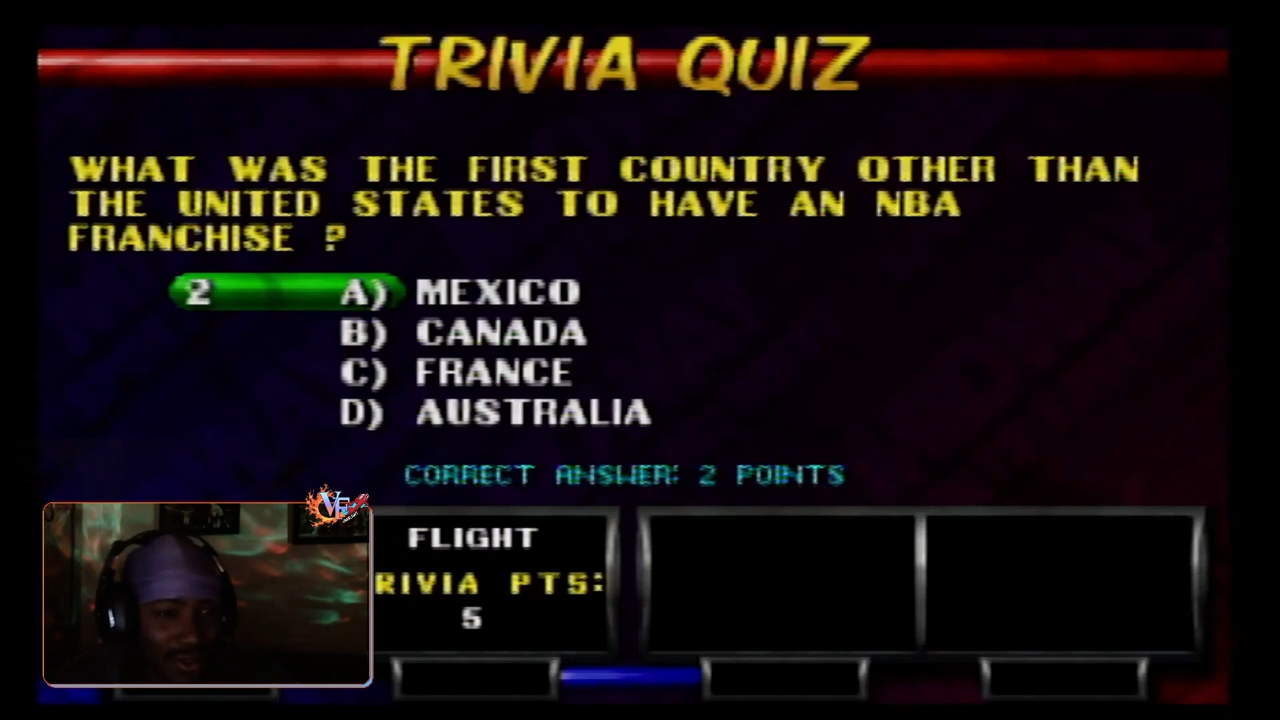 TRIVIA QUIZ
WHAT WAS THE FIRST COUNTRY OTHER THAN
THE UNITED STATES TO HAVE AN NBA
FRANCHISE ?
2 A) MEXICO
B) CANADA
C) FRANCE
D) AUSTRALIA
CORRECT ANSWER: 2 POINTS
FLIGHT
RIVIA PTS:
5